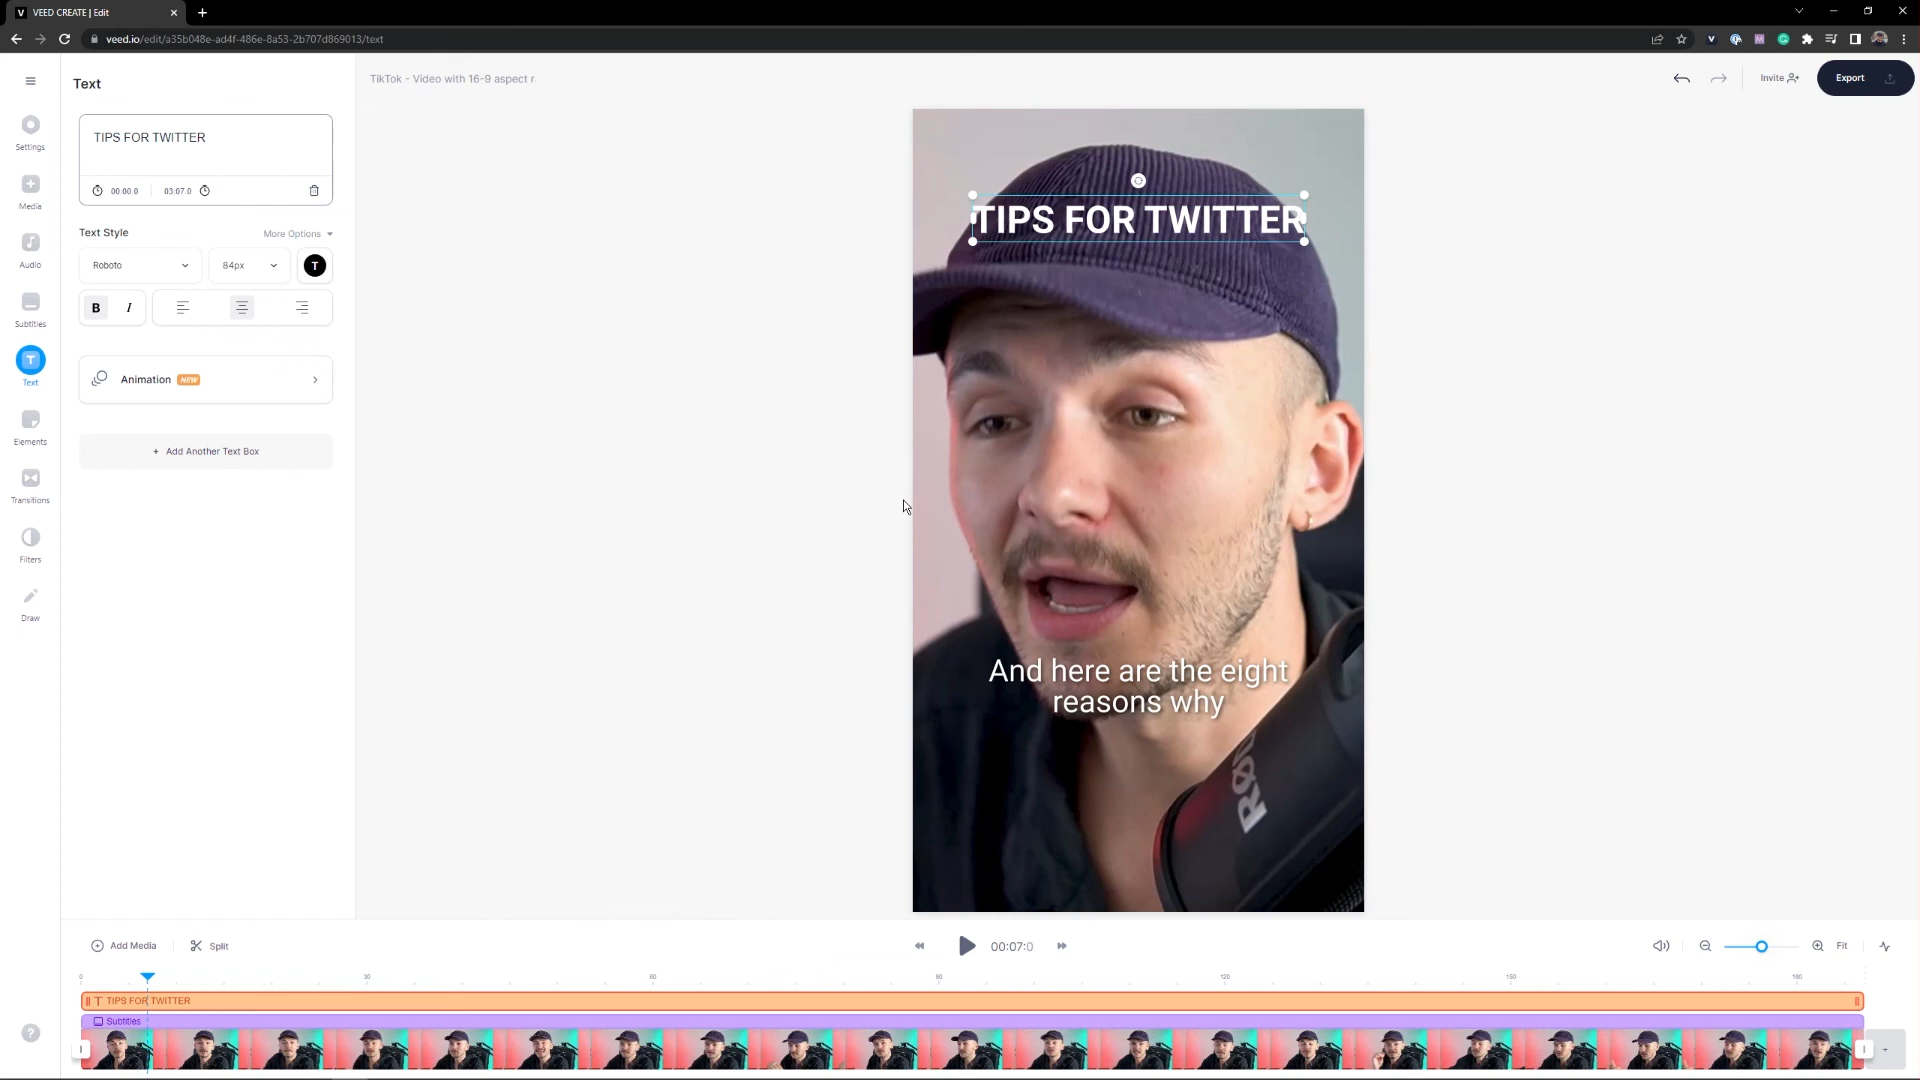 VEED CREATE | Edit
veed.io/edit/a35b048e-ad4f-486e-8a53-2b707d869013/text
Text
TikTok - Video with 16-9 aspect r
Invite
Export
TIPS FOR TWITTER
00:00.0
03:07.0
Text Style
More Options
Roboto
84px
T
B I
Animation NEW
+ Add Another Text Box
Settings
Media
Audio
Subtitles
Text
Elements
Transitions
Filters
Draw
TIPS FOR TWITTER
And here are the eight
reasons why
RØDE
Add Media
Split
00:07:0
Fit
0 30 60 90 120 150 180
T TIPS FOR TWITTER
Subtitles